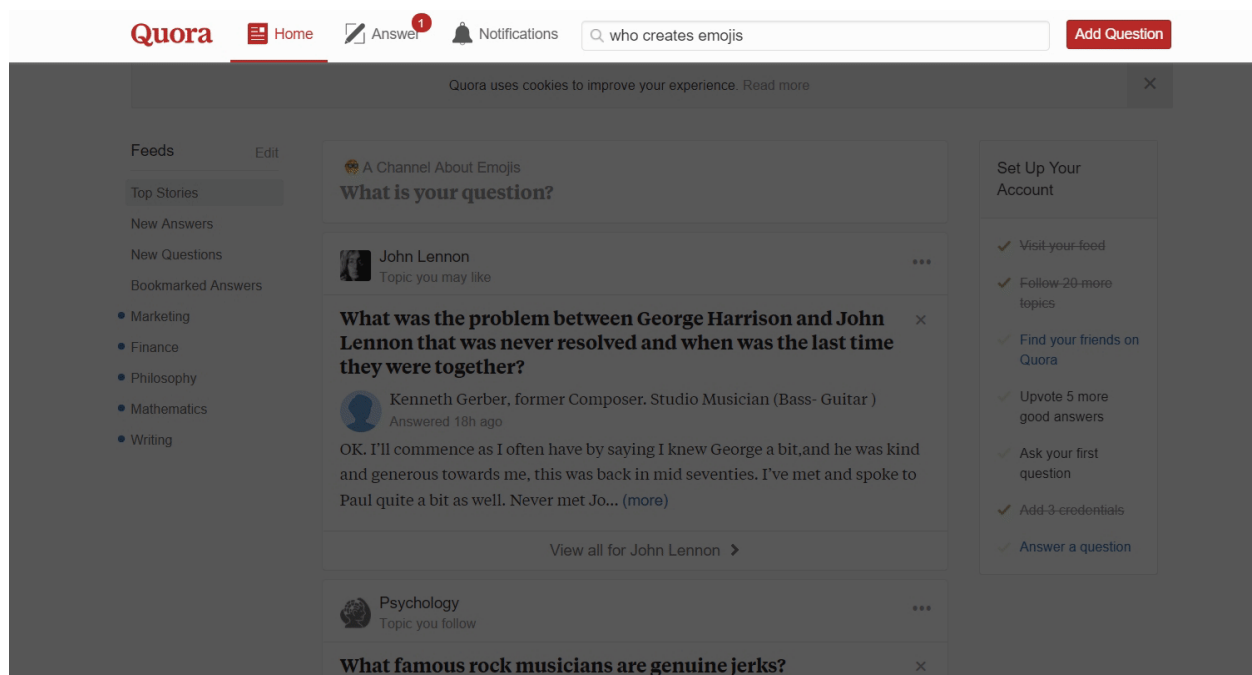 Quora
Home
Answer
1
Notifications
who creates emojis
Add Question
Quora uses cookies to improve your experience. Read more
Feeds
Edit
Top Stories
New Answers
New Questions
Bookmarked Answers
Marketing
Finance
Philosophy
Mathematics
Writing
A Channel About Emojis
What is your question?
John Lennon
Topic you may like
What was the problem between George Harrison and John
Lennon that was never resolved and when was the last time
they were together?
Kenneth Gerber, former Composer. Studio Musician (Bass- Guitar )
Answered 18h ago
OK. I'll commence as I often have by saying I knew George a bit,and he was kind
and generous towards me, this was back in mid seventies. I've met and spoke to
Paul quite a bit as well. Never met Jo... (more)
View all for John Lennon
Psychology
Topic you follow
What famous rock musicians are genuine jerks?
Set Up Your
Account
Visit your feed
Follow 20 more
topics
Find your friends on
Quora
Upvote 5 more
good answers
Ask your first
question
Add 3 credentials
Answer a question